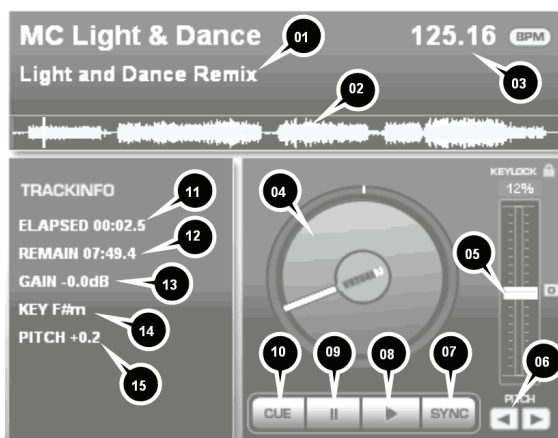 MC Light & Dance
125.16 BPM
Light and Dance Remix
01
02
03
KEYLOCK
12%
TRACKINFO
11
04
ELAPSED 00:02.5
12
REMAIN 07:49.4
05
GAIN -0.0dB
13
KEY F#m
14
PITCH +0.2
15
10
09
08
07
06
PITCH
CUE
SYNC